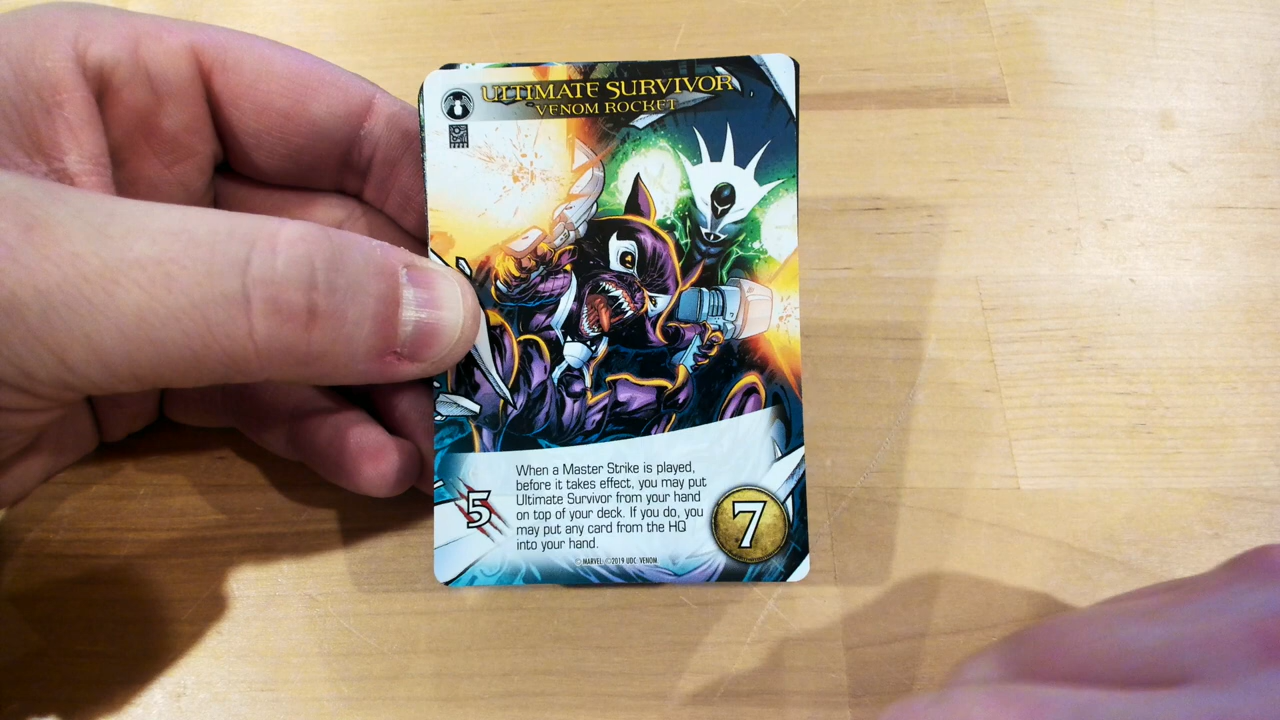 ULTIMATE SURVIVOR
VENOM ROCKET
When a Master Strike is played,
before it takes effect, you may put
Ultimate Survivor from your hand
on top of your deck. If you do, you
may put any card from the HQ
into your hand.
5
7
© MARVEL ©2019 UDC VENOM